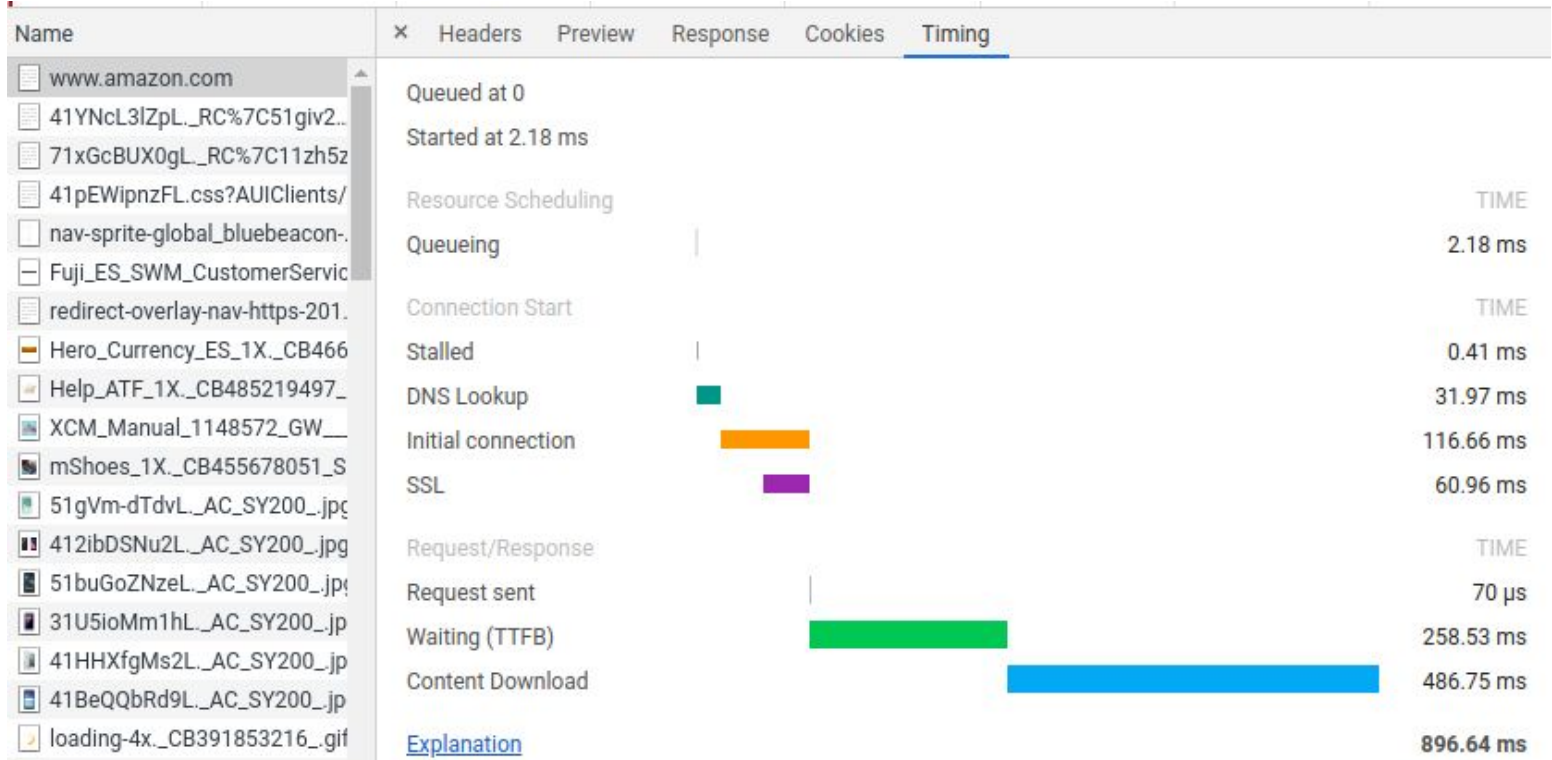 Name
× Headers Preview Response Cookies Timing
www.amazon.com
41YNcL3lZpL._RC%7C51giv2...
71xGcBUX0gL._RC%7C11zh5z
41pEWipnzFL.css?AUIClients/
nav-sprite-global_bluebeacon-.
Fuji_ES_SWM_CustomerServic
redirect-overlay-nav-https-201.
Hero_Currency_ES_1X._CB466
Help_ATF_1X._CB485219497_
XCM_Manual_1148572_GW__
mShoes_1X._CB455678051_S
51gVm-dTdvL._AC_SY200_.jpg
412ibDSNu2L._AC_SY200_.jpg
51buGoZNzeL._AC_SY200_.jpg
31U5ioMm1hL._AC_SY200_.jp
41HHXfgMs2L._AC_SY200_.jp
41BeQQbRd9L._AC_SY200_.jp
loading-4x._CB391853216_.gif
Queued at 0
Started at 2.18 ms
Resource Scheduling TIME
Queueing 2.18 ms
Connection Start TIME
Stalled 0.41 ms
DNS Lookup 31.97 ms
Initial connection 116.66 ms
SSL 60.96 ms
Request/Response TIME
Request sent 70 µs
Waiting (TTFB) 258.53 ms
Content Download 486.75 ms
Explanation 896.64 ms